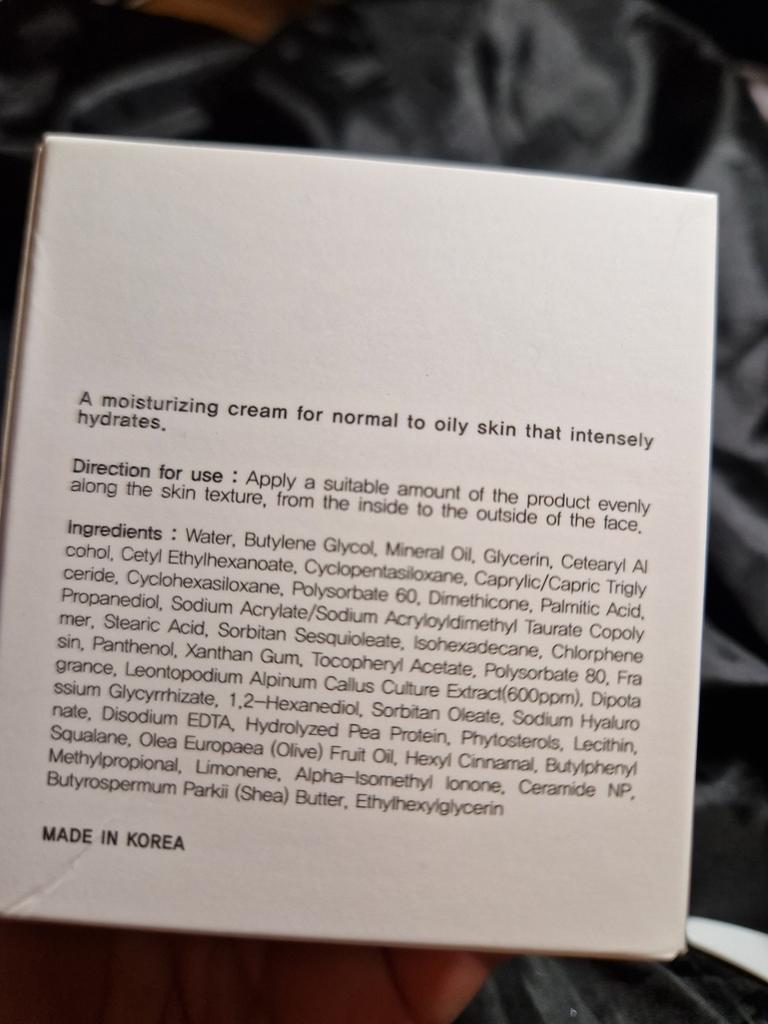 A moisturizing cream for normal to oily skin that intensely
hydrates.
Direction for use : Apply a suitable amount of the product evenly
along the skin texture, from the inside to the outside of the face.
Ingredients : Water, Butylene Glycol, Mineral Oil, Glycerin, Cetearyl Al
cohol, Cetyl Ethylhexanoate, Cyclopentasiloxane, Caprylic/Capric Trigly
ceride, Cyclohexasiloxane, Polysorbate 60, Dimethicone, Palmitic Acid,
Propanediol, Sodium Acrylate/Sodium Acryloyldimethyl Taurate Copoly
mer, Stearic Acid, Sorbitan Sesquioleate, Isohexadecane, Chlorphene
sin, Panthenol, Xanthan Gum, Tocopheryl Acetate, Polysorbate 80, Fra
grance, Leontopodium Alpinum Callus Culture Extract(600ppm), Dipota
ssium Glycyrrhizate, 1,2-Hexanediol, Sorbitan Oleate, Sodium Hyaluro
nate, Disodium EDTA, Hydrolyzed Pea Protein, Phytosterols, Lecithin,
Squalane, Olea Europaea (Olive) Fruit Oil, Hexyl Cinnamal, Butylphenyl
Methylpropional, Limonene, Alpha-Isomethyl Ionone, Ceramide NP,
Butyrospermum Parkii (Shea) Butter, Ethylhexylglycerin
MADE IN KOREA